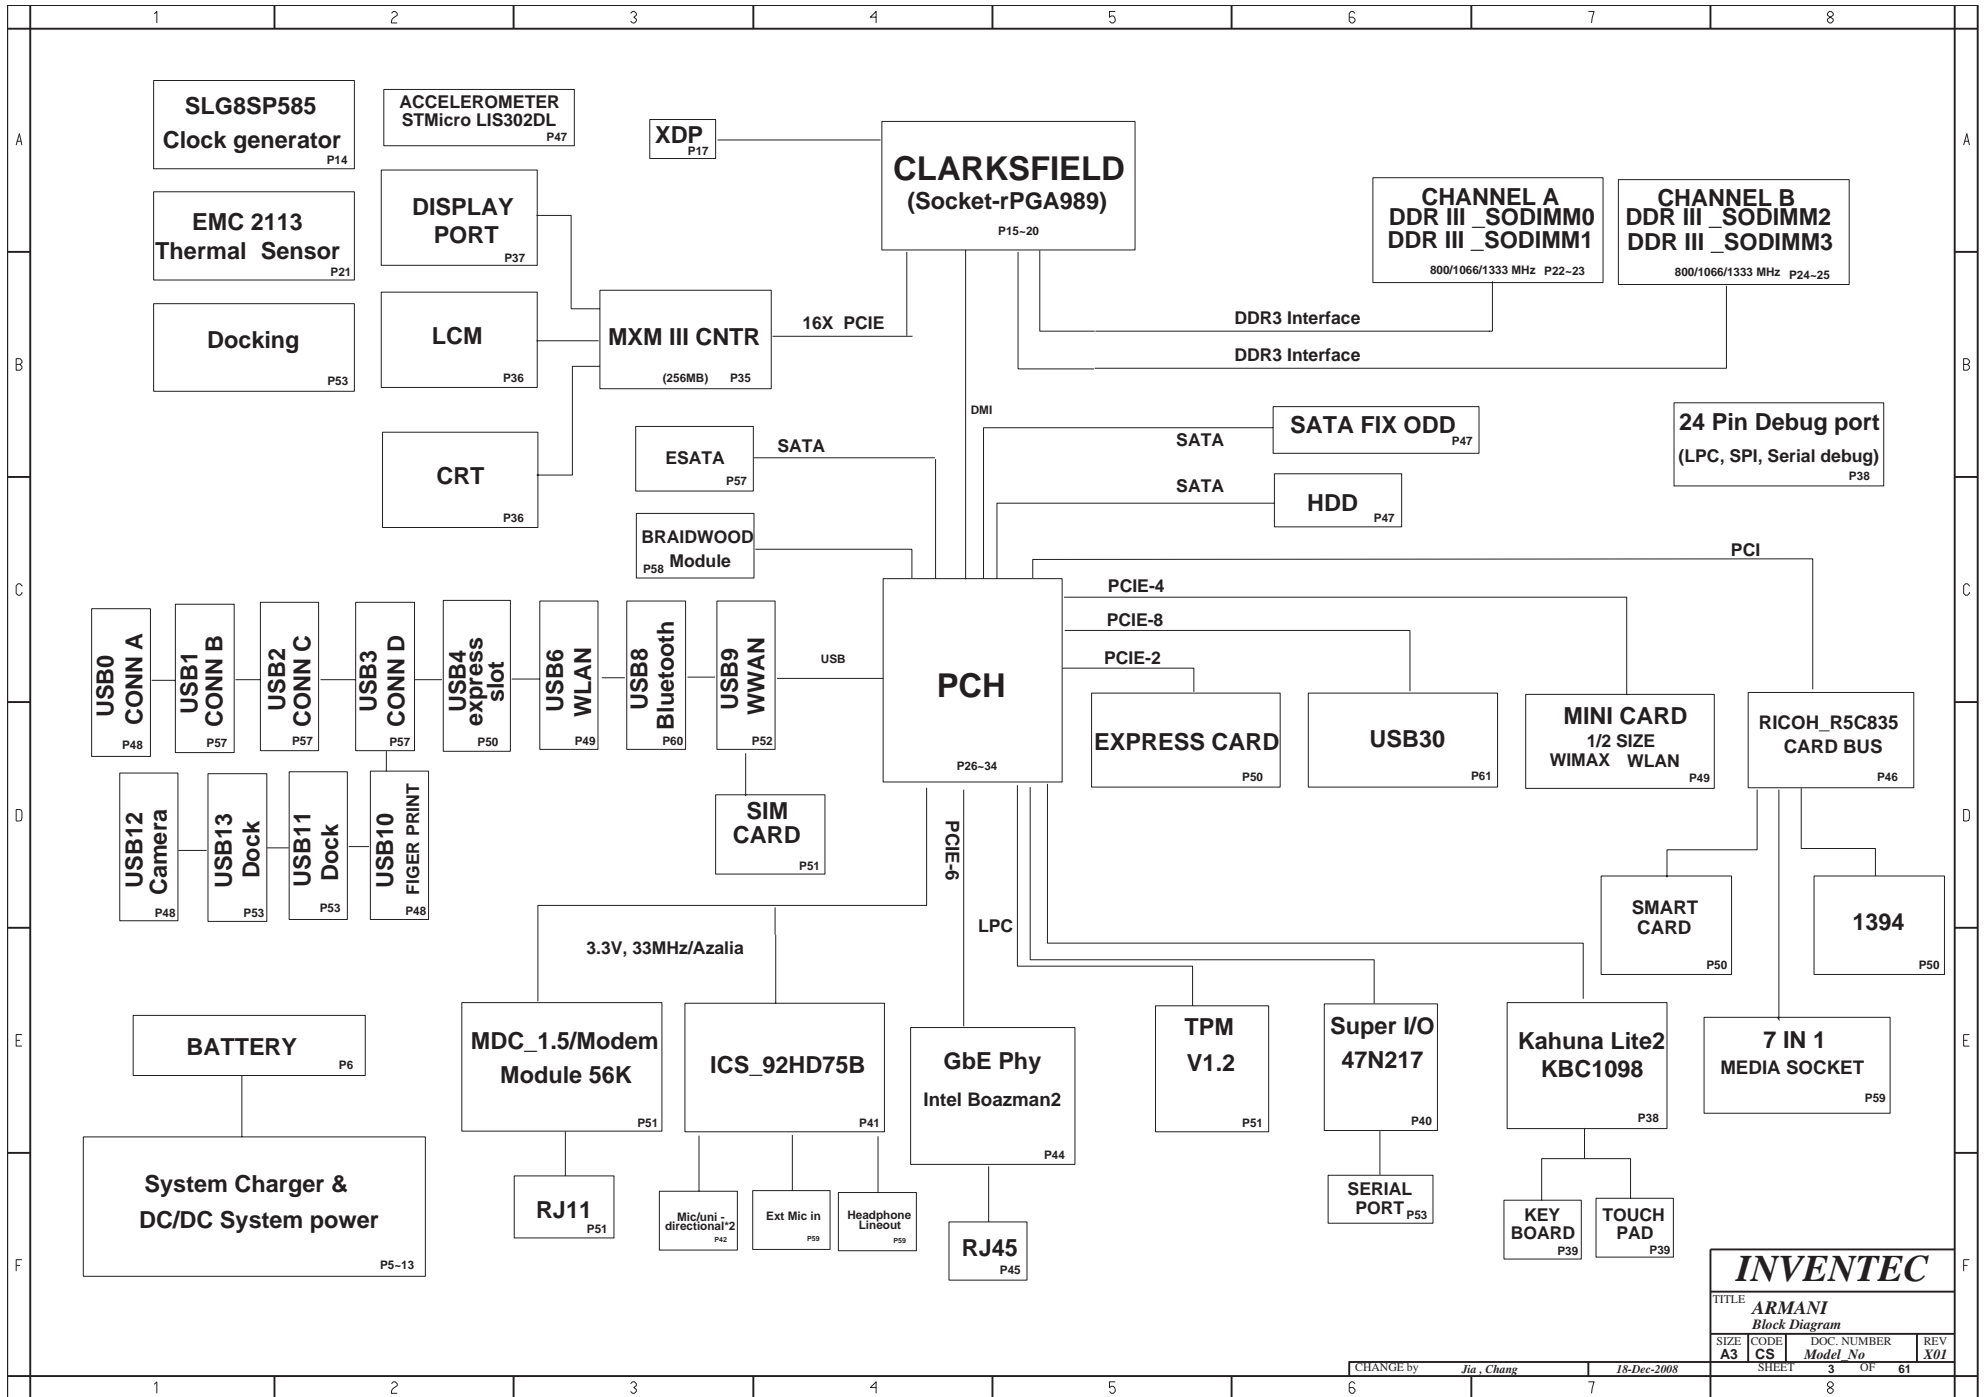 1 2 3 4 5 6 7 8
A
B
C
D
E
F
A
B
C
D
E
F
SLG8SP585
Clock generator
P14
ACCELEROMETER
STMicro LIS302DL
P47
XDP
P17
CLARKSFIELD
(Socket-rPGA989)
P15~20
CHANNEL A
DDR III _SODIMM0
DDR III _SODIMM1
800/1066/1333 MHz P22~23
CHANNEL B
DDR III _SODIMM2
DDR III _SODIMM3
800/1066/1333 MHz P24~25
EMC 2113
Thermal Sensor
P21
DISPLAY
PORT
P37
Docking
P53
LCM
P36
MXM III CNTR
(256MB) P35
16X PCIE
DDR3 Interface
DDR3 Interface
DMI
CRT
P36
ESATA
P57
SATA
SATA FIX ODD
P47
SATA
HDD
P47
SATA
24 Pin Debug port
(LPC, SPI, Serial debug)
P38
BRAIDWOOD
Module
P58
PCI
PCIE-4
PCIE-8
PCIE-2
USB0
CONN A
P48
USB1
CONN B
P57
USB2
CONN C
P57
USB3
CONN D
P57
USB4
express
slot
P50
USB6
WLAN
P49
USB8
Bluetooth
P60
USB9
WWAN
P52
USB
PCH
P26~34
EXPRESS CARD
P50
USB30
P61
MINI CARD
1/2 SIZE
WIMAX WLAN
P49
RICOH_R5C835
CARD BUS
P46
USB12
Camera
P48
USB13
Dock
P53
USB11
Dock
P53
USB10
FIGER PRINT
P48
SIM
CARD
P51
PCIE-6
LPC
3.3V, 33MHz/Azalia
SMART
CARD
P50
1394
P50
BATTERY
P6
MDC_1.5/Modem
Module 56K
P51
ICS_92HD75B
P41
GbE Phy
Intel Boazman2
P44
TPM
V1.2
P51
Super I/O
47N217
P40
Kahuna Lite2
KBC1098
P38
7 IN 1
MEDIA SOCKET
P59
System Charger &
DC/DC System power
P5~13
RJ11
P51
Mic/uni -
directional*2
P42
Ext Mic in
P59
Headphone
Lineout
P59
RJ45
P45
SERIAL
PORT
P53
KEY
BOARD
P39
TOUCH
PAD
P39
INVENTEC
TITLE
ARMANI
Block Diagram
SIZE CODE DOC. NUMBER REV
A3 CS Model_No X01
CHANGE by Jia , Chang 18-Dec-2008 SHEET 3 OF 61
1 2 3 4 5 6 7 8